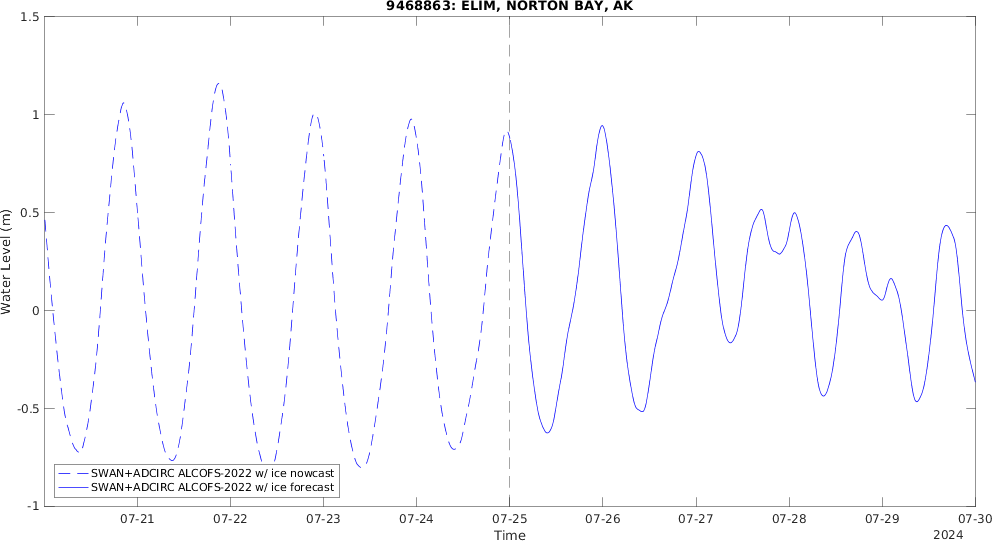 9468863: ELIM, NORTON BAY, AK
1.5
1
0.5
0
-0.5
-1
Water Level (m)
SWAN+ADCIRC ALCOFS-2022 w/ ice nowcast
SWAN+ADCIRC ALCOFS-2022 w/ ice forecast
07-21 07-22 07-23 07-24 07-25 07-26 07-27 07-28 07-29 07-30
Time
2024